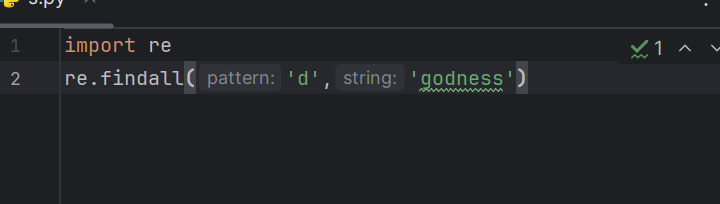 s.py
1 import re
2 re.findall( pattern: 'd', string: 'godness')
1